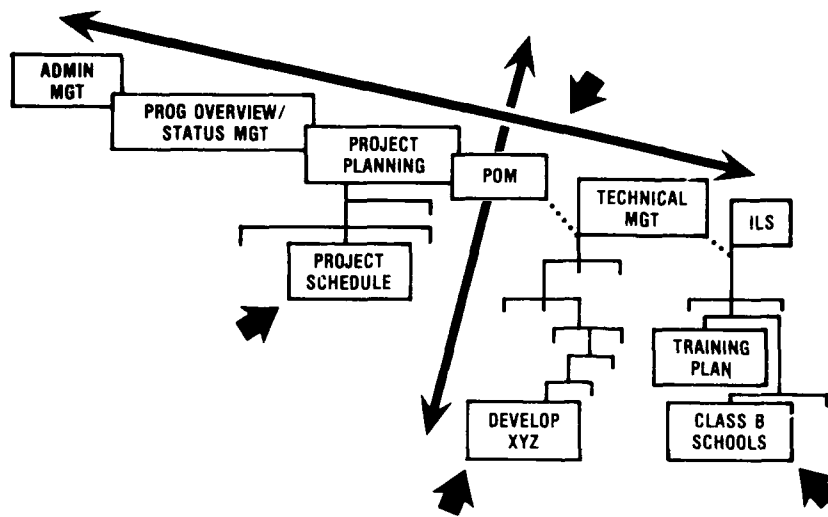 ADMIN
MGT
PROG OVERVIEW/
STATUS MGT
PROJECT
PLANNING
POM
TECHNICAL
MGT
ILS
PROJECT
SCHEDULE
TRAINING
PLAN
DEVELOP
XYZ
CLASS B
SCHOOLS